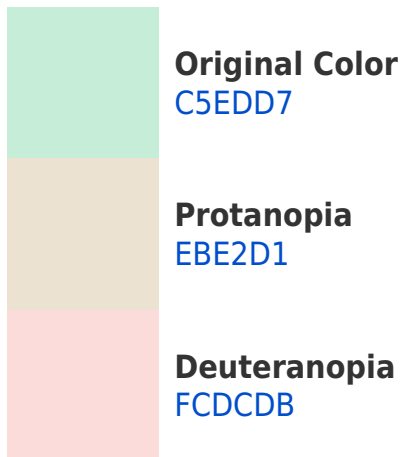 Original Color
C5EDD7
Protanopia
EBE2D1
Deuteranopia
FCDCDB